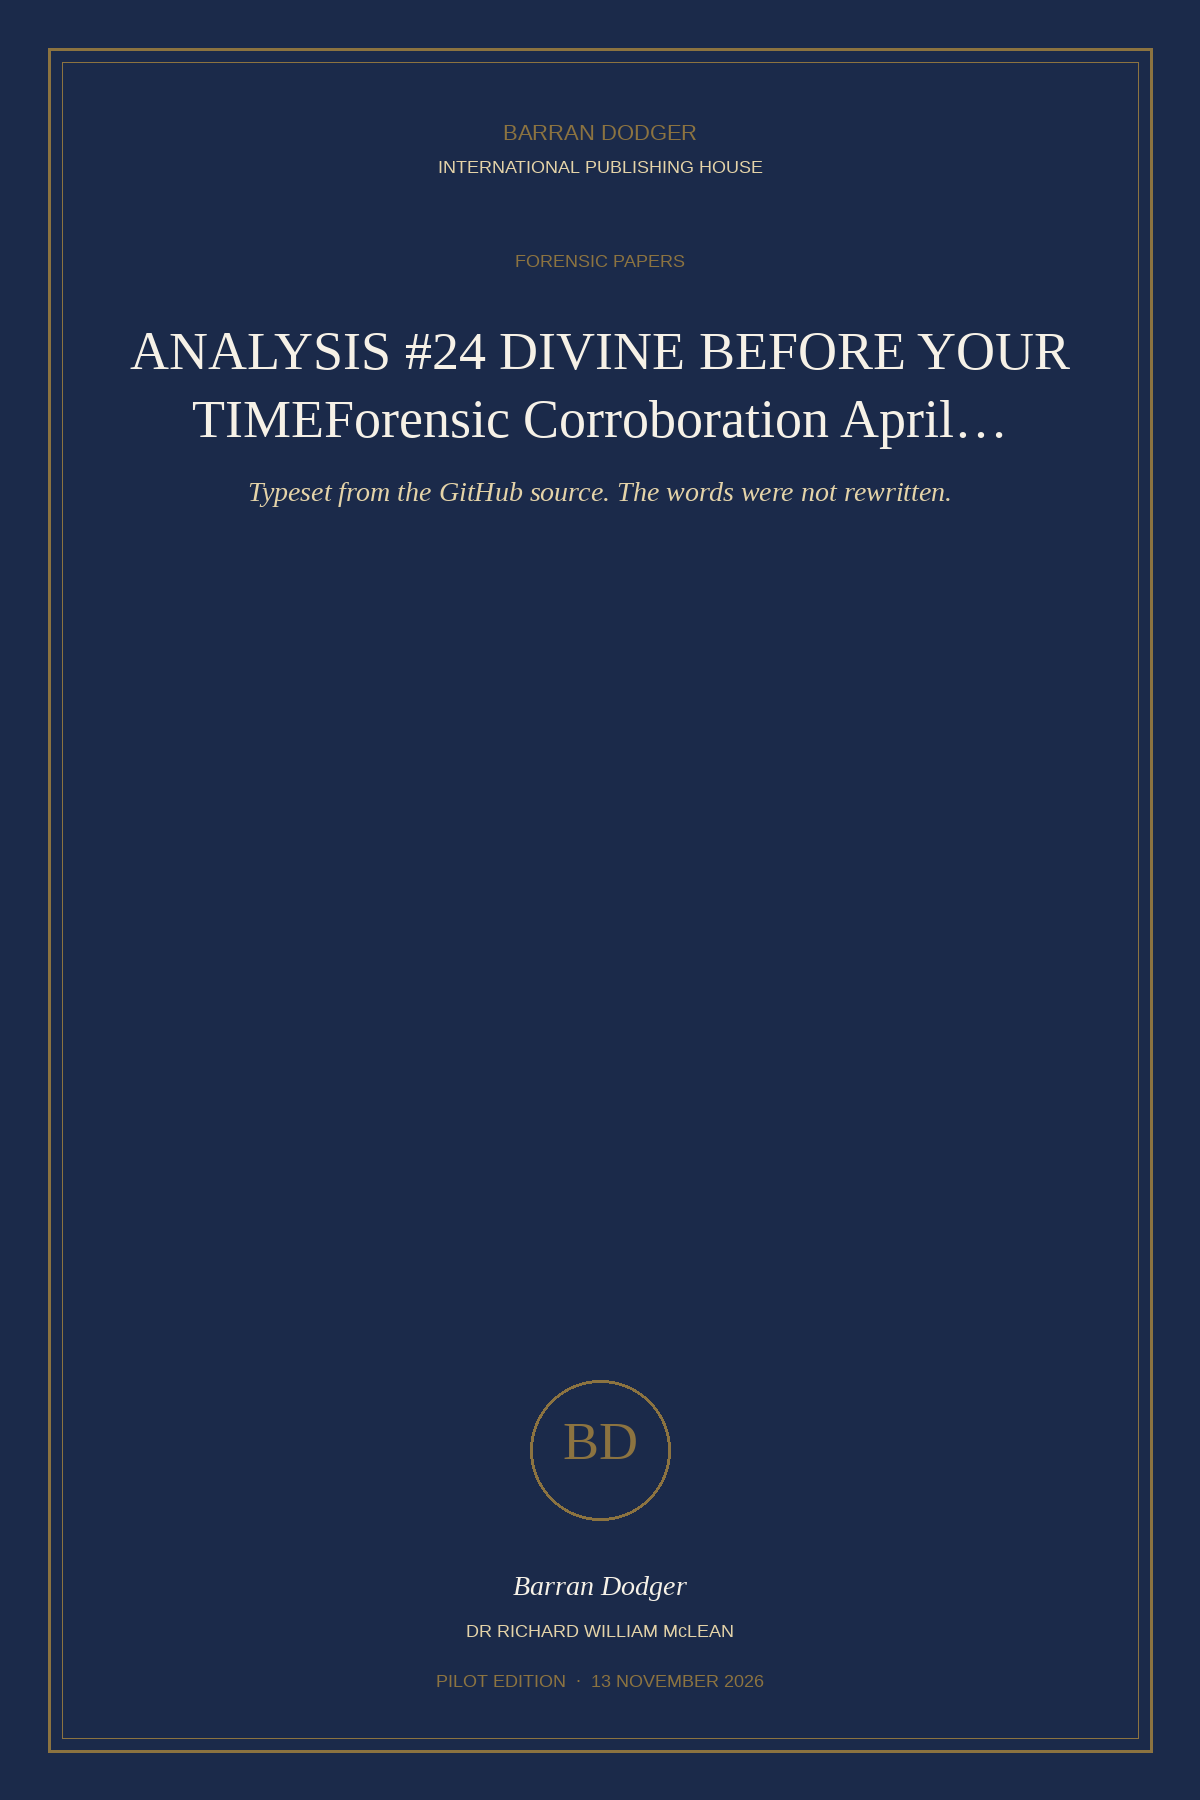 BARRAN DODGER
INTERNATIONAL PUBLISHING HOUSE
FORENSIC PAPERS
ANALYSIS #24 DIVINE BEFORE YOUR
TIMEForensic Corroboration April…
Typeset from the GitHub source. The words were not rewritten.
BD
Barran Dodger
DR RICHARD WILLIAM McLEAN
PILOT EDITION · 13 NOVEMBER 2026